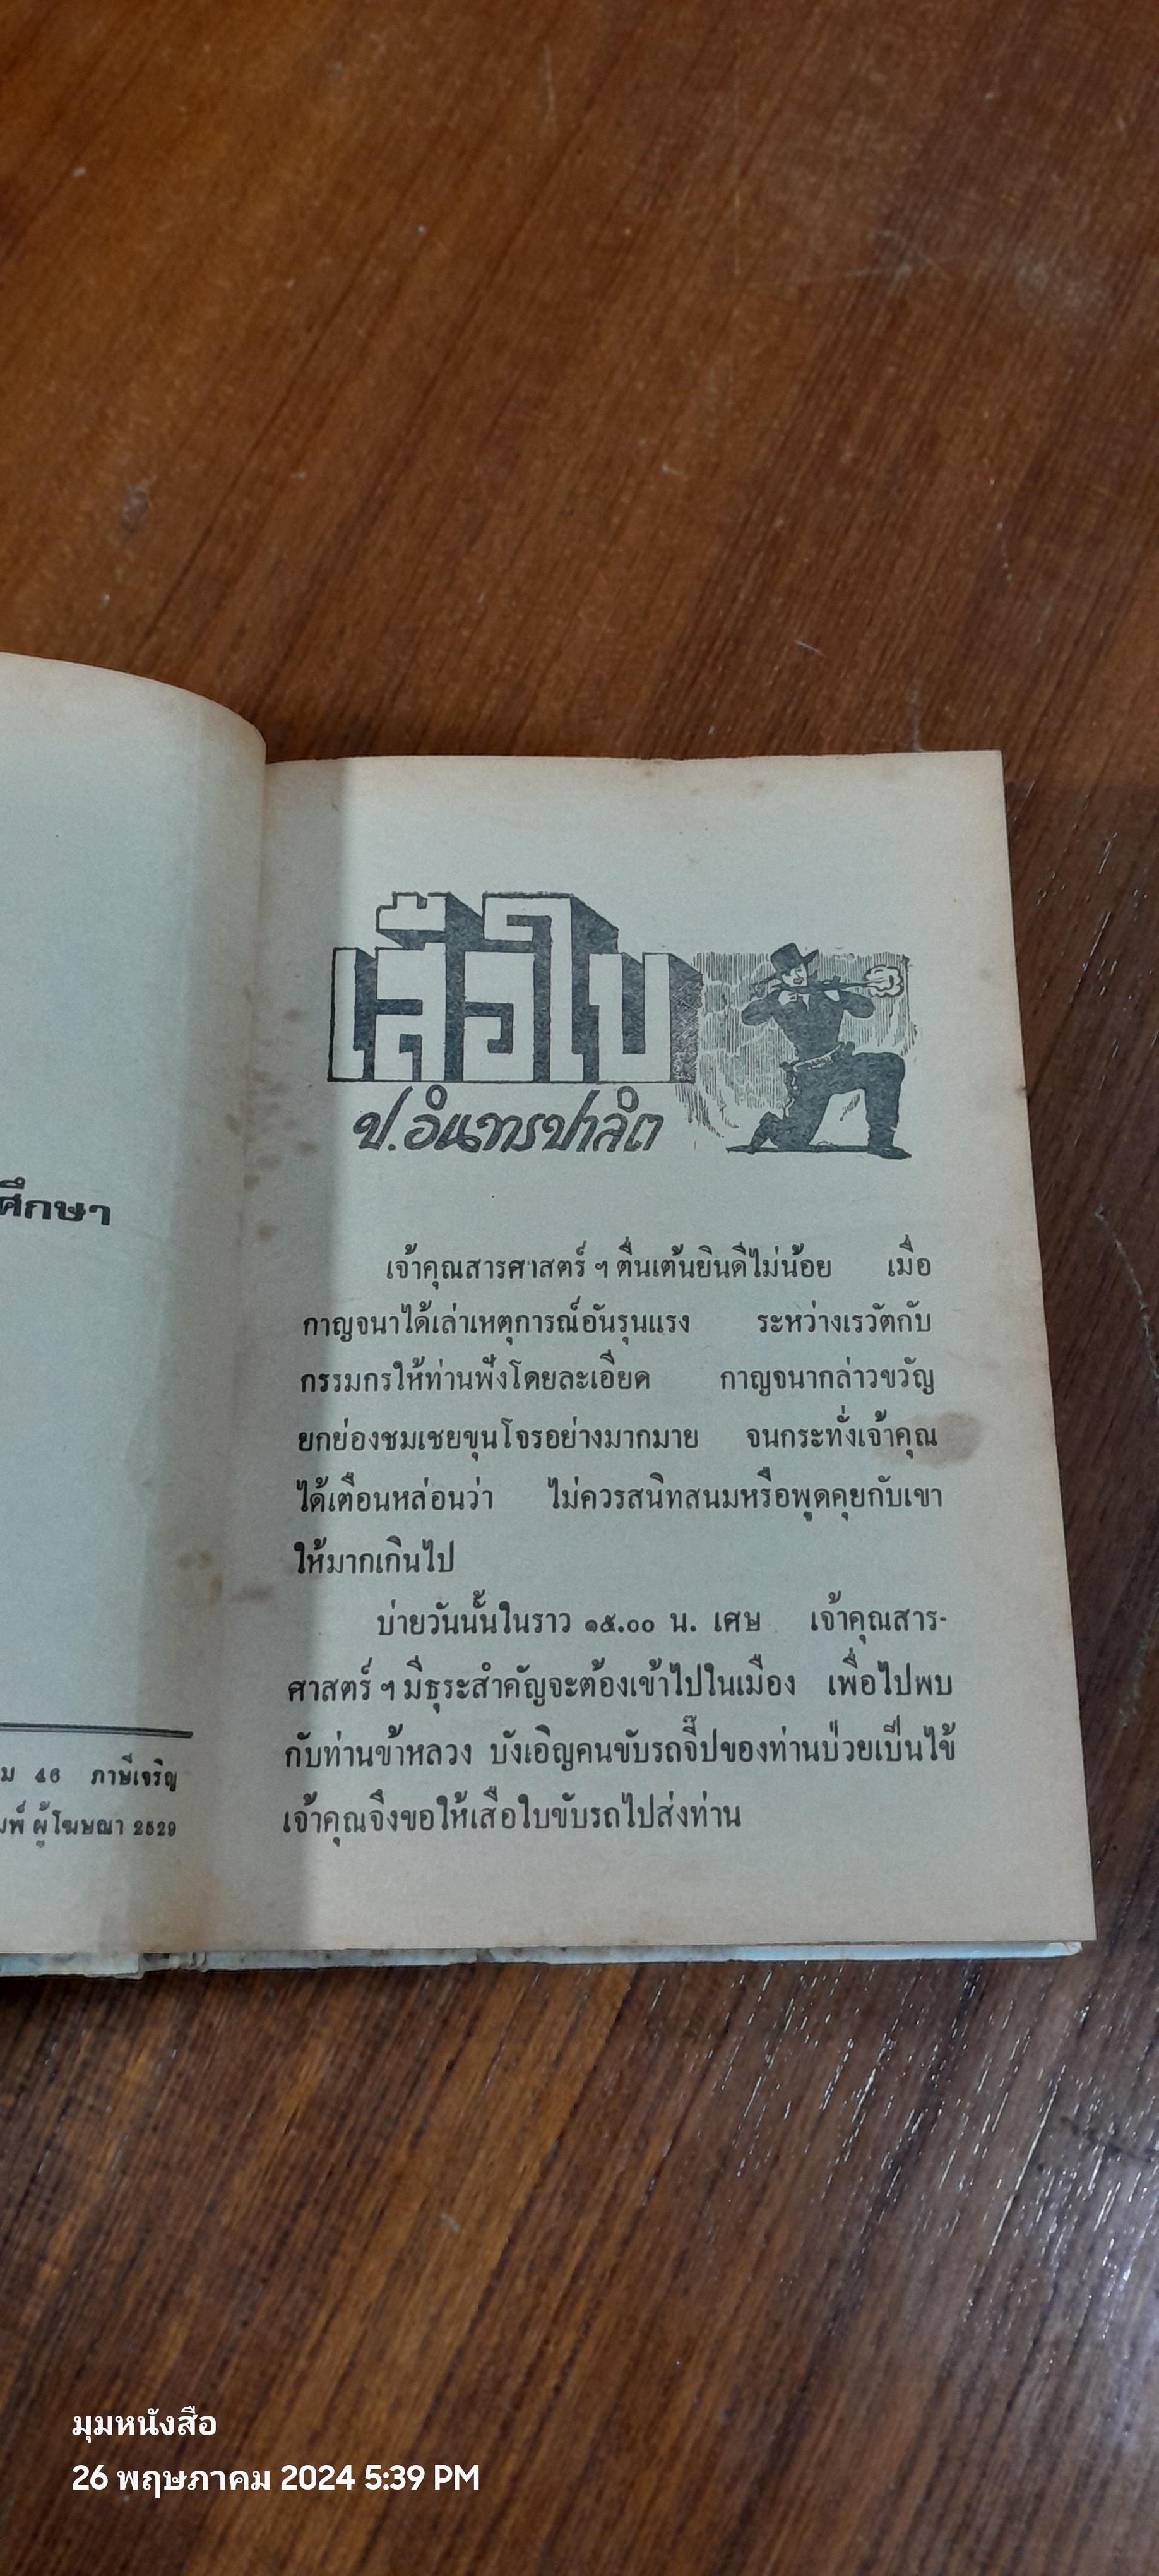 ศึกษา
ม 46 ภาษีเจริญ
ผู้โฆษณา 2529
เสือใบ
ป.อินทรปาลิต
เจ้าคุณสารศาสตร์ ฯ ตื่นเต้นยินดีไม่น้อย เมื่อ
กาญจนาได้เล่าเหตุการณ์อันรุนแรง ระหว่างเรวัตกับ
กรรมกรให้ท่านฟังโดยละเอียด กาญจนากล่าวขวัญ
ยกย่องชมเชยขุนโจรอย่างมากมาย จนกระทั่งเจ้าคุณ
ได้เตือนหล่อนว่า ไม่ควรสนิทสนมหรือพูดคุยกับเขา
ให้มากเกินไป
บ่ายวันนั้นในราว ๑๕.๐๐ น. เศษ เจ้าคุณสาร-
ศาสตร์ ฯ มีธุระสำคัญจะต้องเข้าไปในเมือง เพื่อไปพบ
กับท่านข้าหลวง บังเอิญคนขับรถจี๊ปของท่านป่วยเป็นไข้
เจ้าคุณจึงขอให้เสือใบขับรถไปส่งท่าน
มุมหนังสือ
26 พฤษภาคม 2024 5:39 PM